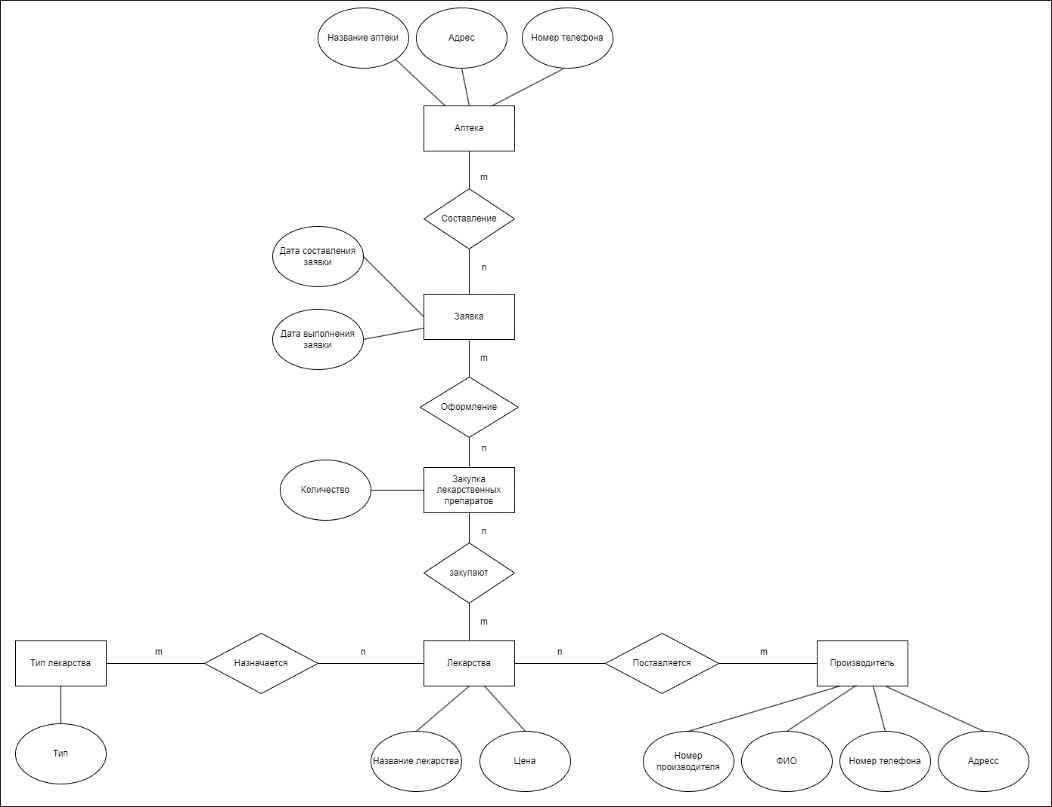 Название аптеки
Адрес
Номер телефона
Аптека
m
Составление
n
Дата составления
заявки
Заявка
Дата выполнения
заявки
m
Оформление
n
Количество
Закупка
лекарственных
препаратов
n
закупают
m
Тип лекарства
m
Назначается
n
Лекарства
n
Поставляется
m
Производитель
Тип
Название лекарства
Цена
Номер
производителя
ФИО
Номер телефона
Адресс